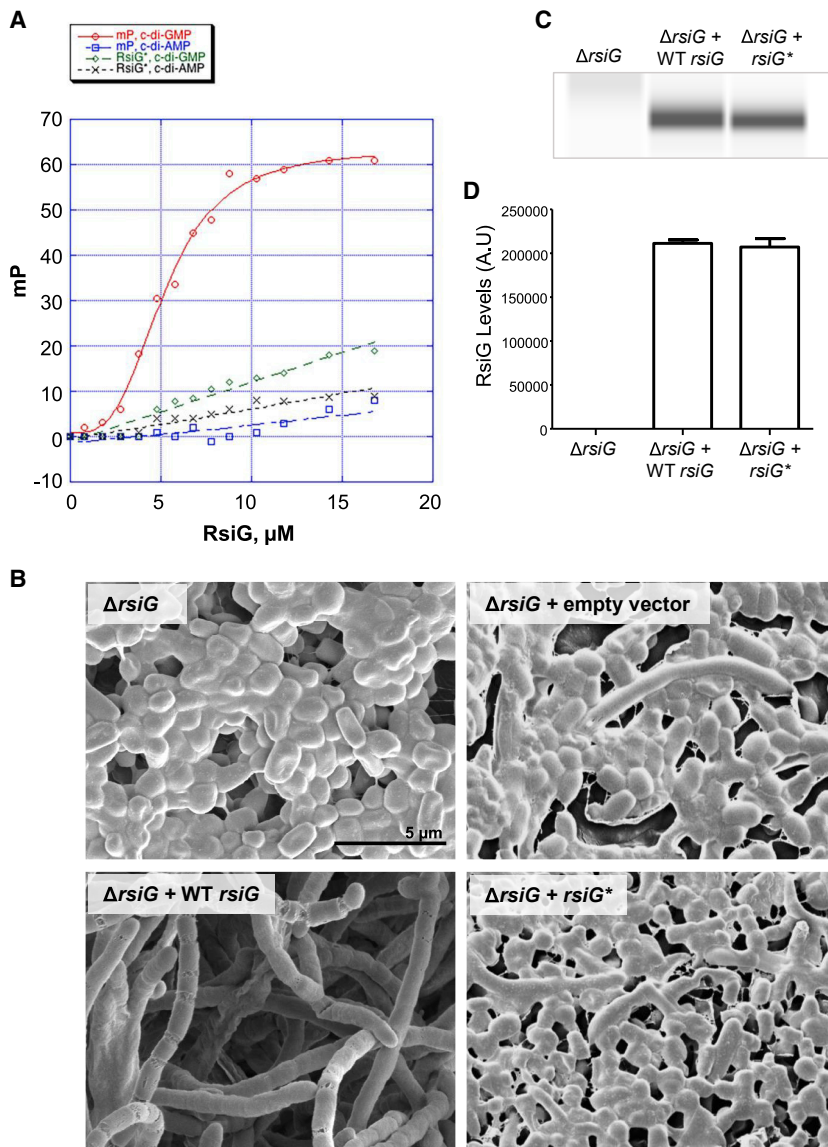 A
mP, c-di-GMP
mP, c-di-AMP
RsiG*, c-di-GMP
RsiG*, c-di-AMP
70
60
50
40
30
20
10
0
-10
mP
0
5
10
15
20
RsiG, µM
C
ΔrsiG
ΔrsiG +
WT rsiG
ΔrsiG +
rsiG*
D
RsiG Levels (A.U)
250000
200000
150000
100000
50000
0
ΔrsiG
ΔrsiG +
WT rsiG
ΔrsiG +
rsiG*
B
ΔrsiG
5 µm
ΔrsiG + empty vector
ΔrsiG + WT rsiG
ΔrsiG + rsiG*